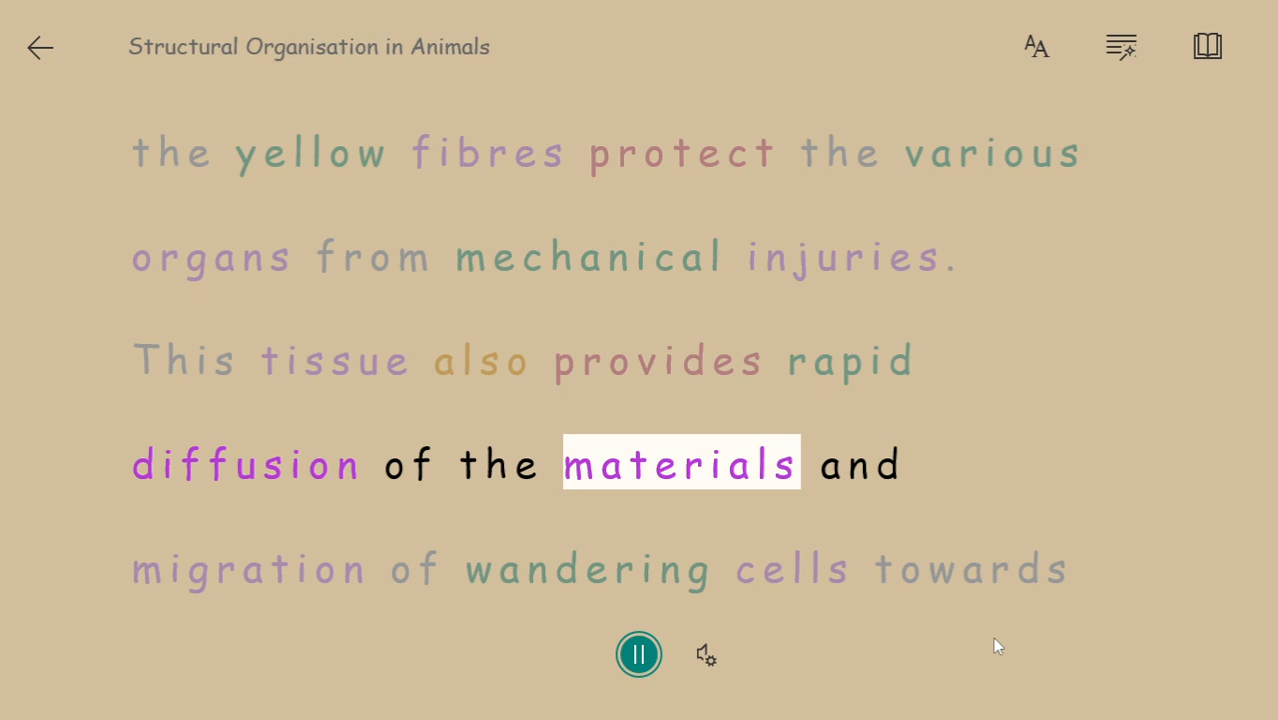 Structural Organisation in Animals
the yellow fibres protect the various
organs from mechanical injuries.
This tissue also provides rapid
diffusion of the materials and
migration of wandering cells towards